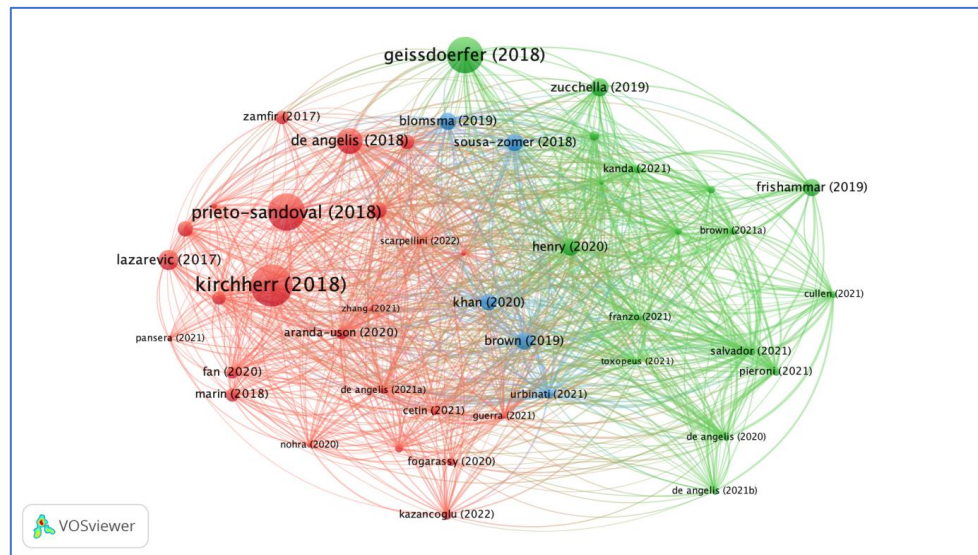 geissdoerfer (2018)
zucchella (2019)
zamfir (2017)
blomsma (2019)
de angelis (2018)
sousa-zomer (2018)
kanda (2021)
frishammar (2019)
prieto-sandoval (2018)
brown (2021a)
scarpellini (2022)
henry (2020)
lazarevic (2017)
kirchherr (2018)
cullen (2021)
khan (2020)
zhang (2021)
franzo (2021)
aranda-uson (2020)
pansera (2021)
brown (2019)
salvador (2021)
toxopeus (2021)
fan (2020)
pieroni (2021)
de angelis (2021a)
marin (2018)
urbinati (2021)
cetin (2021)
guerra (2021)
de angelis (2020)
nohra (2020)
fogarassy (2020)
de angelis (2021b)
kazancoglu (2022)
VOSviewer